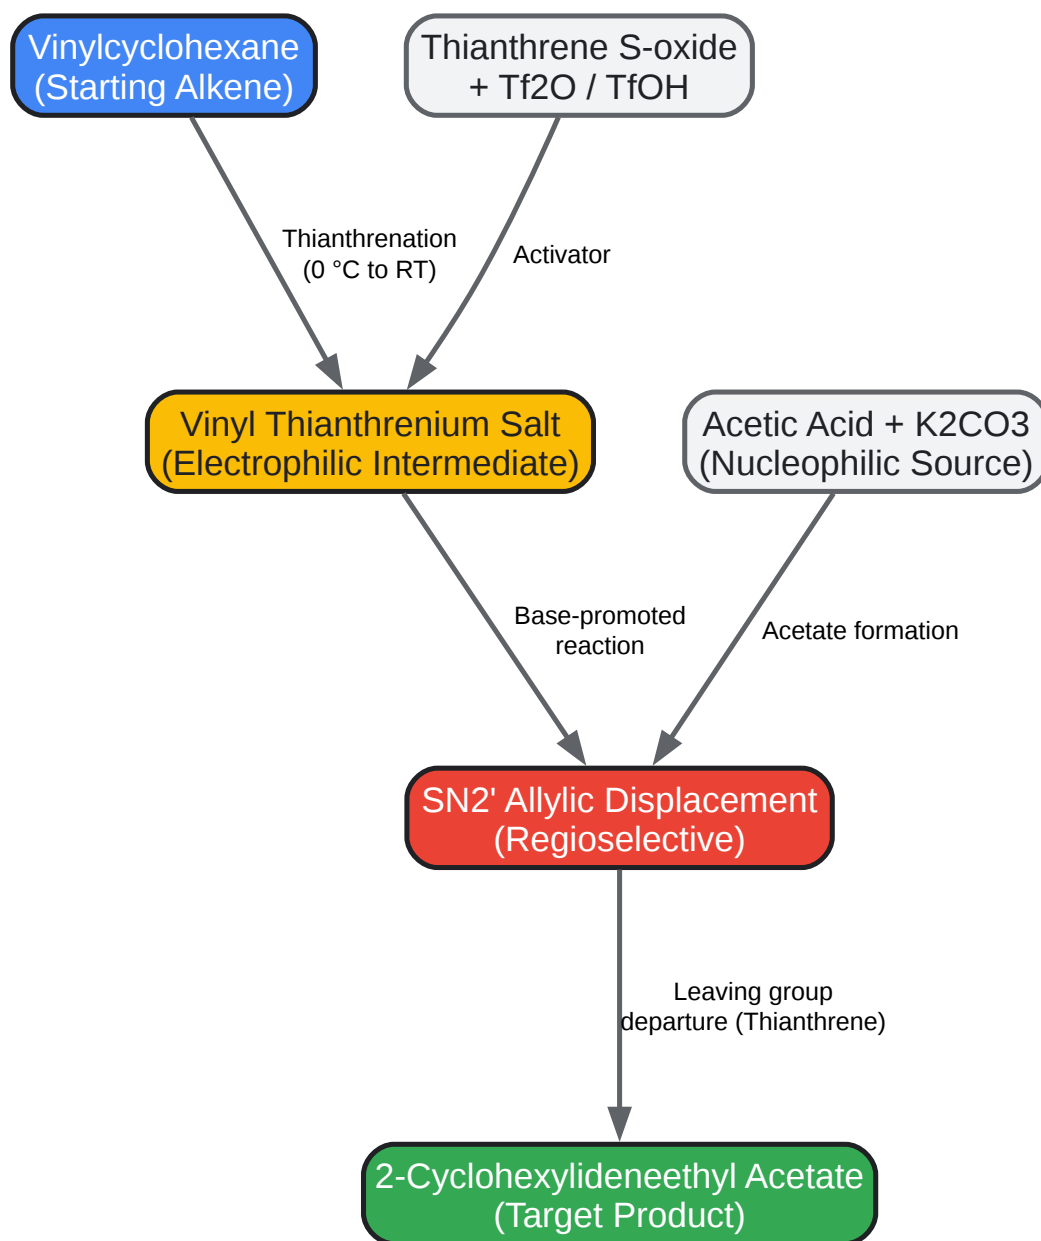 Vinylcyclohexane
(Starting Alkene)
Thianthrene S-oxide
+ Tf2O / TfOH
Thianthrenation
(0 °C to RT)
Activator
Vinyl Thianthrenium Salt
(Electrophilic Intermediate)
Acetic Acid + K2CO3
(Nucleophilic Source)
Base-promoted
reaction
Acetate formation
SN2' Allylic Displacement
(Regioselective)
Leaving group
departure (Thianthrene)
2-Cyclohexylideneethyl Acetate
(Target Product)